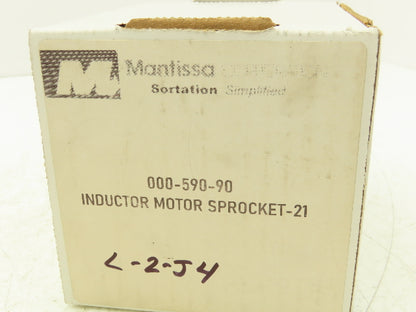 Mantissa
Sortation Simplified
000-590-90
INDUCTOR MOTOR SPROCKET-21
L-2-J4